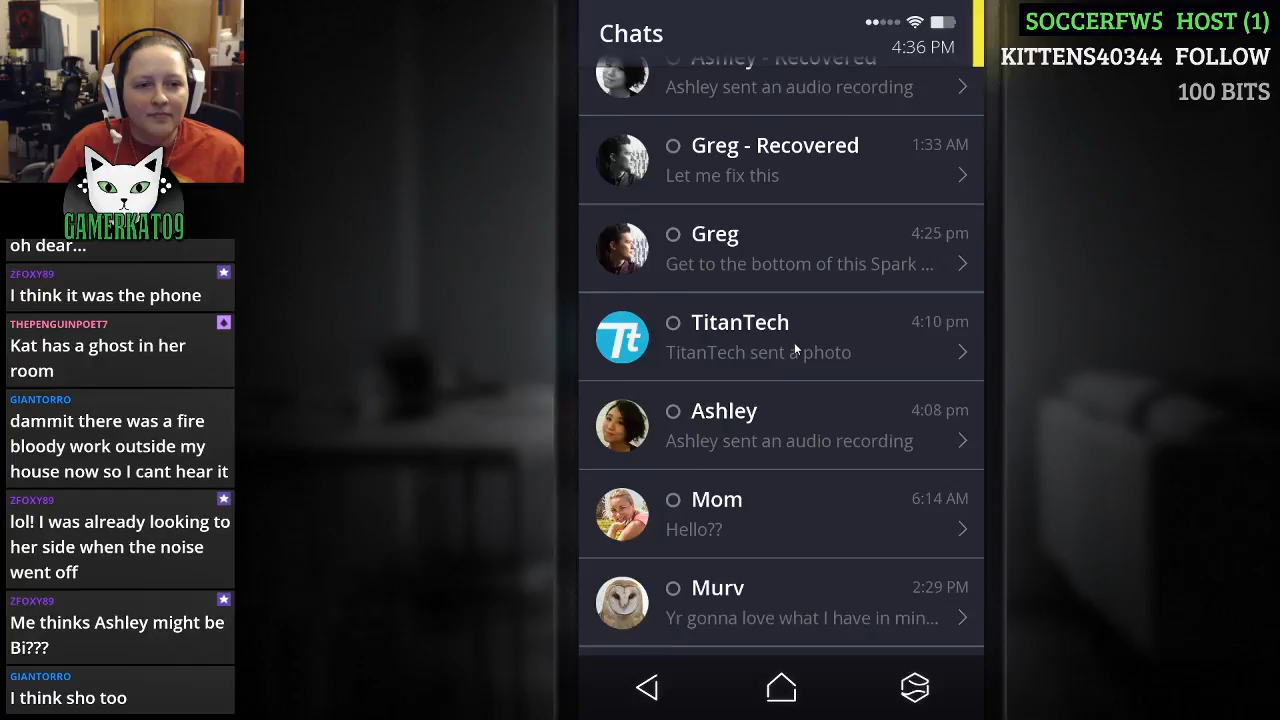 SOCCERFW5 HOST (1)
KITTENS40344 FOLLOW
100 BITS
GAMERKAT09
oh dear...
ZFOXY89
I think it was the phone
THEPENGUINPOET7
Kat has a ghost in her
room
GIANTORRO
dammit there was a fire
bloody work outside my
house now so I cant hear it
ZFOXY89
lol! I was already looking to
her side when the noise
went off
ZFOXY89
Me thinks Ashley might be
Bi???
GIANTORRO
I think sho too
Chats
4:36 PM
Ashley - Recovered
Ashley sent an audio recording
Greg - Recovered 1:33 AM
Let me fix this
Greg 4:25 pm
Get to the bottom of this Spark ...
Tt
TitanTech 4:10 pm
TitanTech sent a photo
Ashley 4:08 pm
Ashley sent an audio recording
Mom 6:14 AM
Hello??
Murv 2:29 PM
Yr gonna love what I have in min...